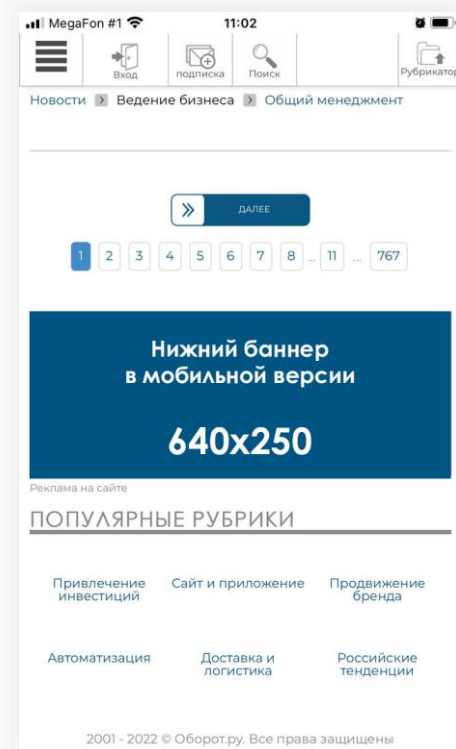 MegaFon #1 11:02
Вход подписка Поиск Рубрикатор
Новости Ведение бизнеса Общий менеджмент
ДАЛЕЕ
1 2 3 4 5 6 7 8 ... 11 ... 767
Нижний баннер
в мобильной версии
640x250
Реклама на сайте
ПОПУЛЯРНЫЕ РУБРИКИ
Привлечение Сайт и приложение Продвижение
инвестиций бренда
Автоматизация Доставка и Российские
логистика тенденции
2001 - 2022 © Оборот.ру. Все права защищены